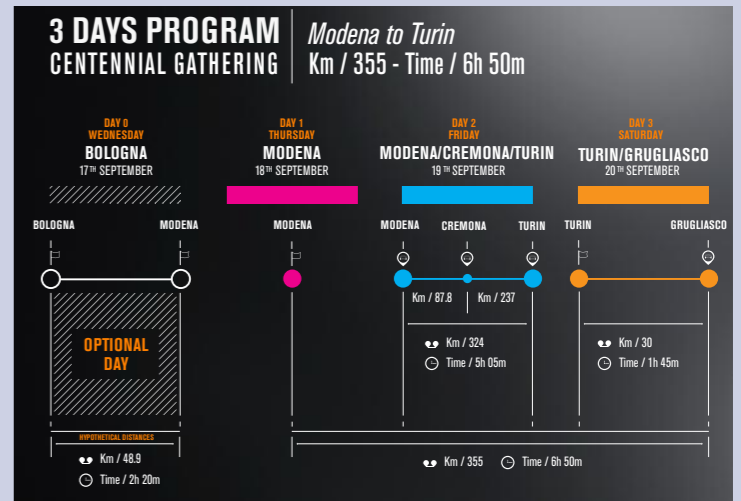 3 DAYS PROGRAM
CENTENNIAL GATHERING
Modena to Turin
Km / 355 - Time / 6h 50m
DAY 0
WEDNESDAY
BOLOGNA
17TH SEPTEMBER
DAY 1
THURSDAY
MODENA
18TH SEPTEMBER
DAY 2
FRIDAY
MODENA/CREMONA/TURIN
19TH SEPTEMBER
DAY 3
SATURDAY
TURIN/GRUGLIASCO
20TH SEPTEMBER
BOLOGNA
MODENA
MODENA
MODENA
CREMONA
TURIN
TURIN
GRUGLIASCO
Km / 87.8
Km / 237
OPTIONAL
DAY
Km / 324
Time / 5h 05m
Km / 30
Time / 1h 45m
HYPOTHETICAL DISTANCES
Km / 48.9
Time / 2h 20m
Km / 355
Time / 6h 50m